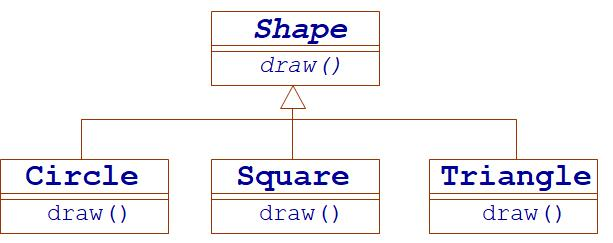 Shape
draw()
Circle
draw()
Square
draw()
Triangle
draw()